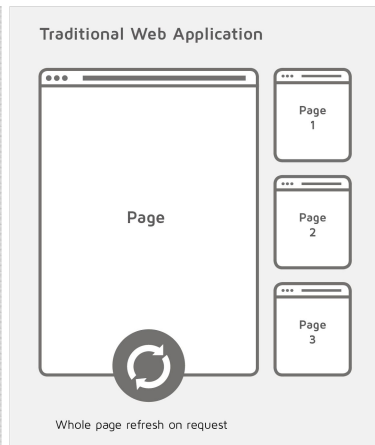 Traditional Web Application
Page
Page
1
Page
2
Page
3
Whole page refresh on request